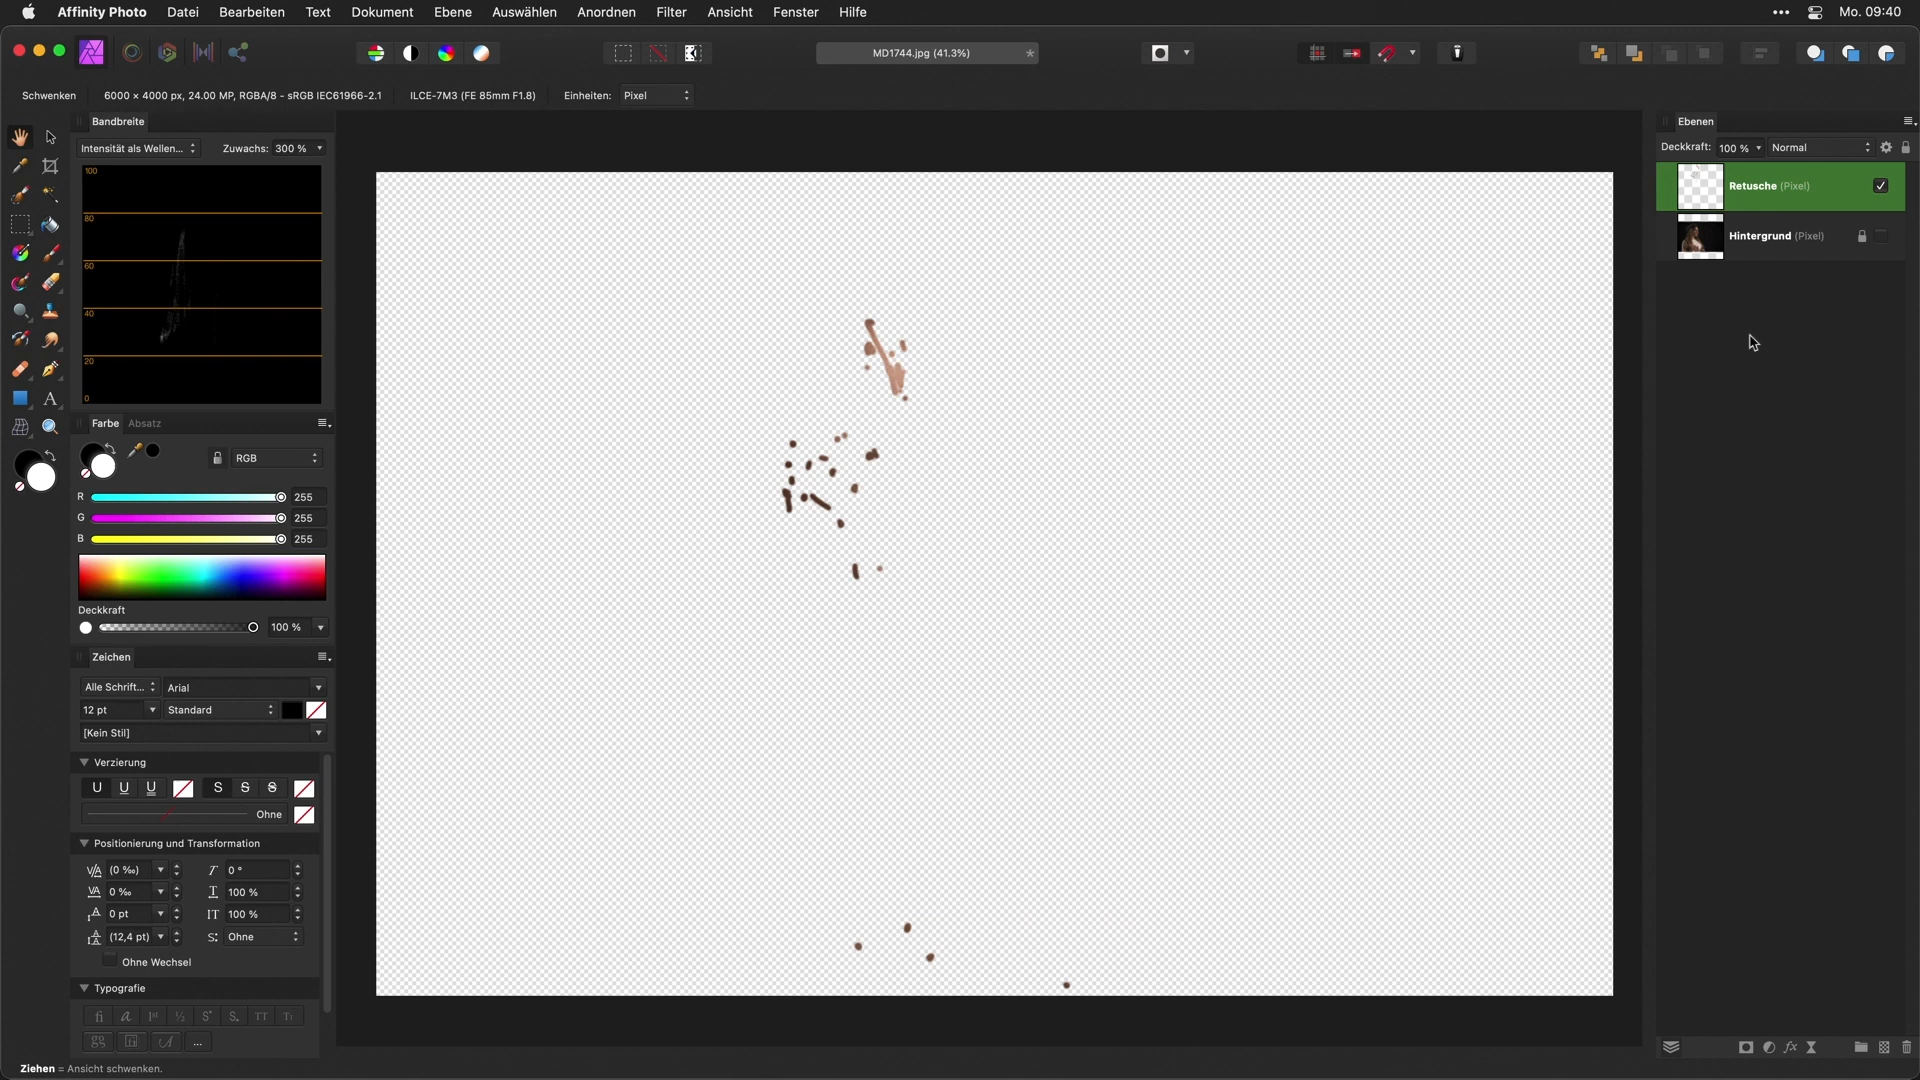 Affinity Photo Datei Bearbeiten Text Dokument Ebene Auswählen Anordnen Filter Ansicht Fenster Hilfe Mo. 09:40
MD1744.jpg (41.3%)
Schwenken 6000 × 4000 px, 24.00 MP, RGBA/8 - sRGB IEC61966-2.1 ILCE-7M3 (FE 85mm F1.8) Einheiten: Pixel
Bandbreite
Intensität als Wellen... Zuwachs: 300 %
100
80
60
40
20
0
Farbe Absatz
RGB
R 255
G 255
B 255
Deckkraft
100 %
Zeichen
Alle Schrift... Arial
12 pt Standard
[Kein Stil]
Verzierung
U U U S S S
Ohne
Positionierung und Transformation
(0 ‰) 0 °
0 ‰ 100 %
0 pt 100 %
(12,4 pt) Ohne
Ohne Wechsel
Typografie
...
Ziehen = Ansicht schwenken.
Ebenen
Deckkraft: 100 % Normal
Retusche (Pixel)
Hintergrund (Pixel)